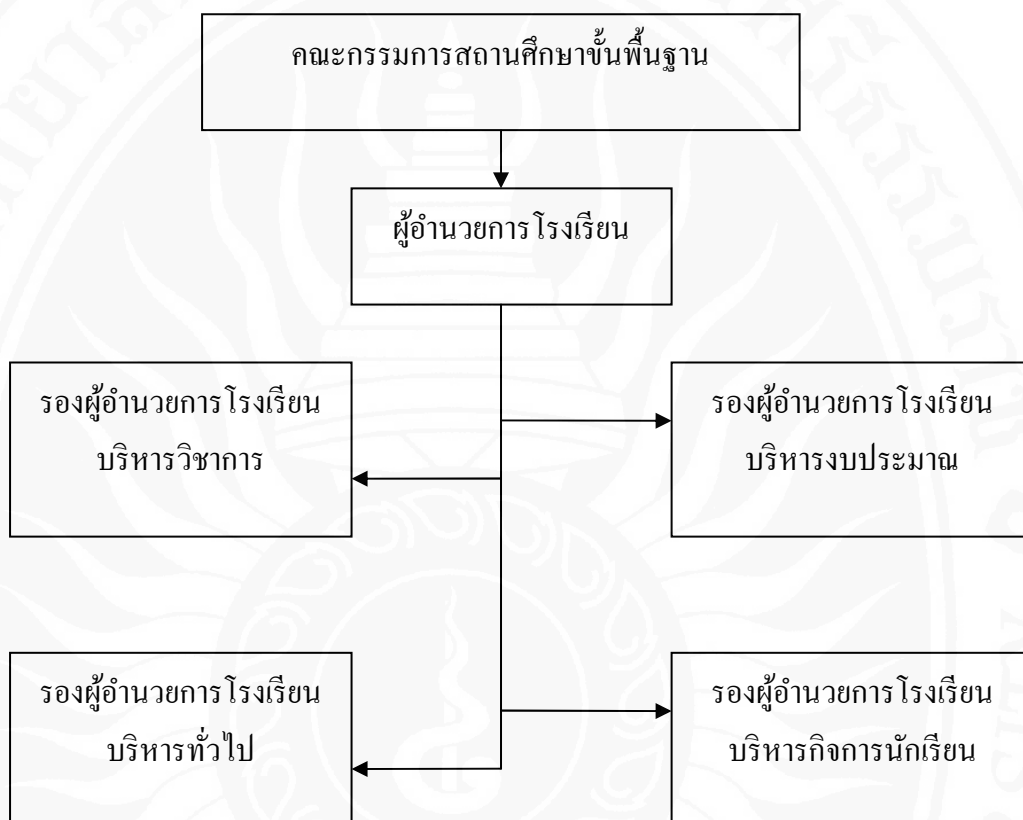 คณะกรรมการสถานศึกษาขั้นพื้นฐาน
ผู้อำนวยการโรงเรียน
รองผู้อำนวยการโรงเรียน
บริหารวิชาการ
รองผู้อำนวยการโรงเรียน
บริหารงบประมาณ
รองผู้อำนวยการโรงเรียน
บริหารทั่วไป
รองผู้อำนวยการโรงเรียน
บริหารกิจการนักเรียน